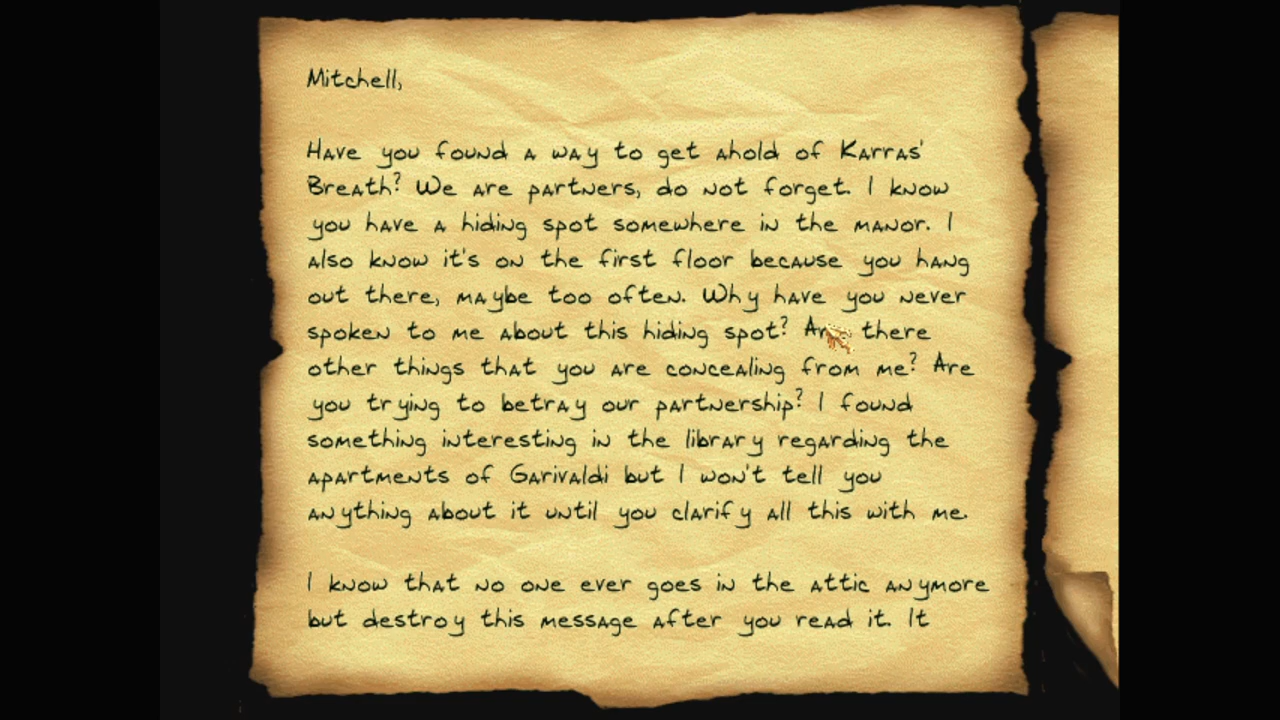 Mitchell,
Have you found a way to get ahold of Karras'
Breath? We are partners, do not forget. I know
you have a hiding spot somewhere in the manor. I
also know it's on the first floor because you hang
out there, maybe too often. Why have you never
spoken to me about this hiding spot? there
other things that you are concealing from me? Are
you trying to betray our partnership? I found
something interesting in the library regarding the
apartments of Garivaldi but I won't tell you
anything about it until you clarify all this with me.
I know that no one ever goes in the attic anymore
but destroy this message after you read it. It